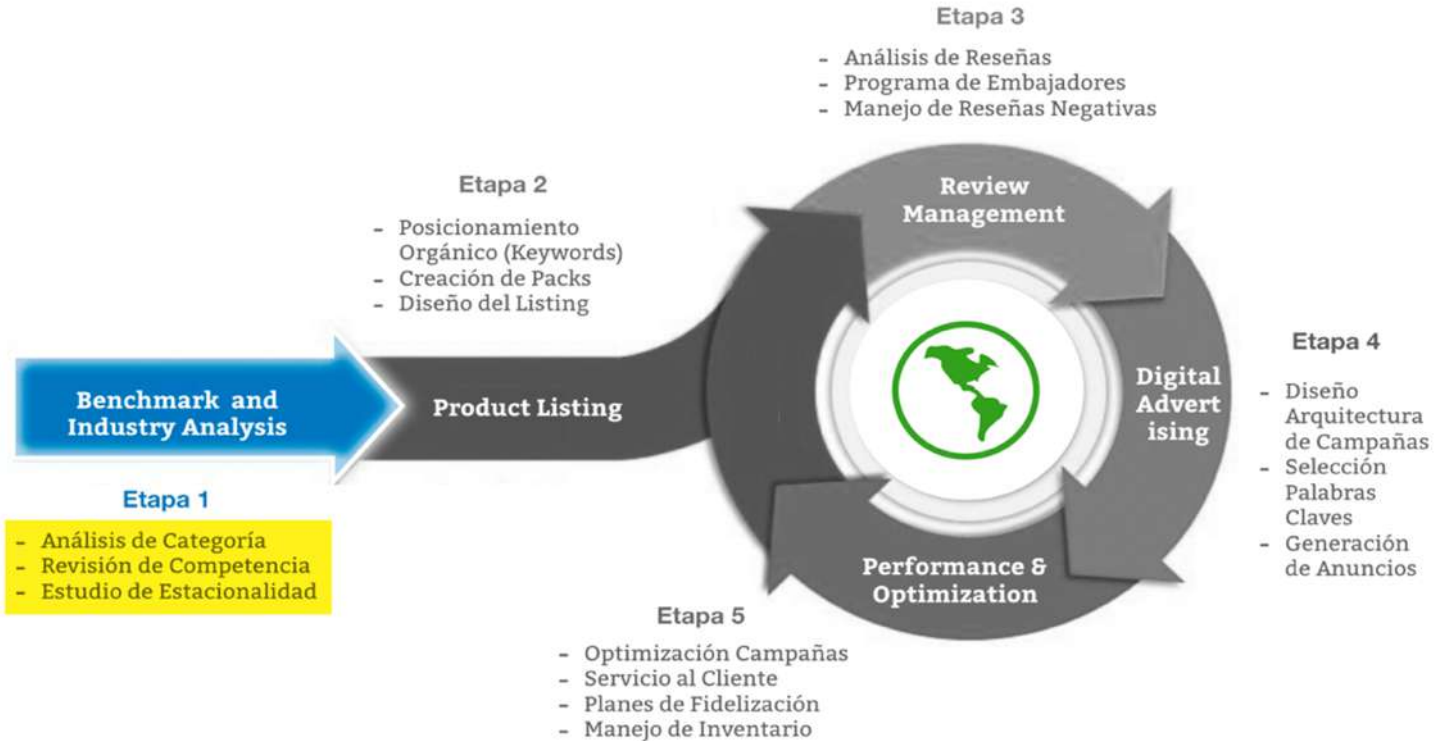 Benchmark and
Industry Analysis
Etapa 1
- Análisis de Categoría
- Revisión de Competencia
- Estudio de Estacionalidad
Product Listing
Etapa 2
- Posicionamiento
Orgánico (Keywords)
- Creación de Packs
- Diseño del Listing
Etapa 3
- Análisis de Reseñas
- Programa de Embajadores
- Manejo de Reseñas Negativas
Review
Management
Digital
Advert
ising
Etapa 4
- Diseño
Arquitectura
de Campañas
- Selección
Palabras
Claves
- Generación
de Anuncios
Performance &
Optimization
Etapa 5
- Optimización Campañas
- Servicio al Cliente
- Planes de Fidelización
- Manejo de Inventario